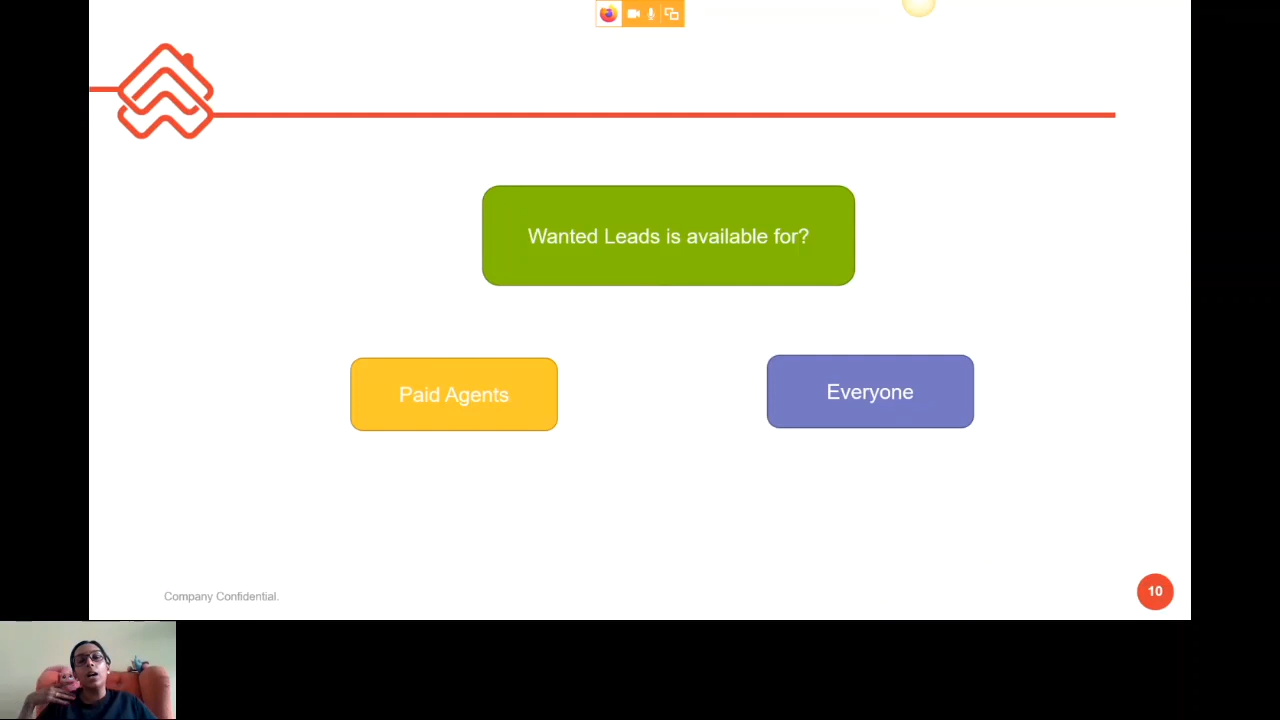 Wanted Leads is available for?
Paid Agents
Everyone
Company Confidential.
10